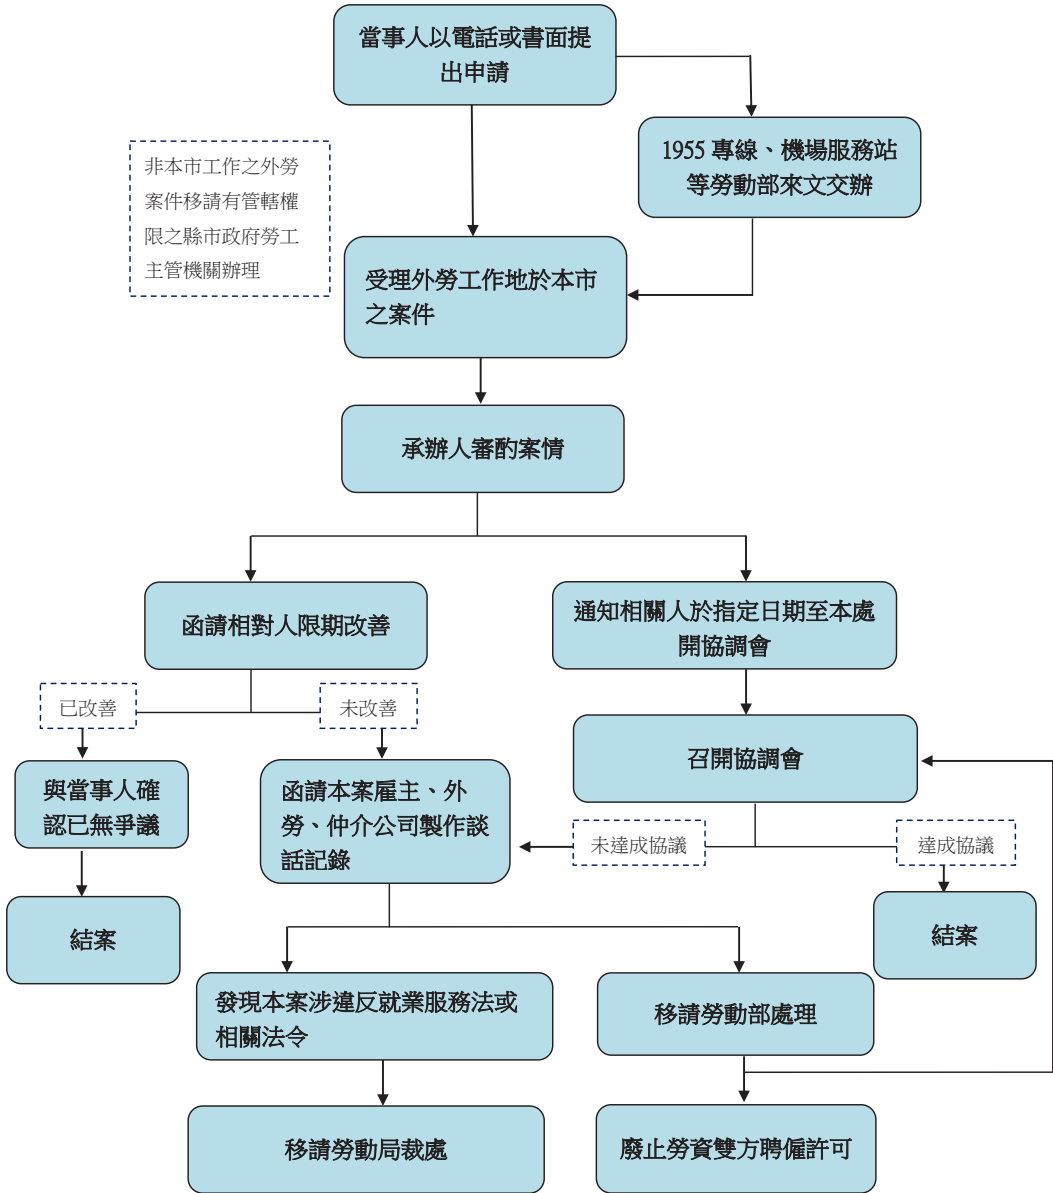 當事人以電話或書面提
出申請
1955 專線、機場服務站
等勞動部來文交辦
非本市工作之外勞
案件移請有管轄權
限之縣市政府勞工
主管機關辦理
受理外勞工作地於本市
之案件
承辦人審酌案情
函請相對人限期改善
通知相關人於指定日期至本處
開協調會
已改善
未改善
召開協調會
與當事人確
認已無爭議
函請本案雇主、外
勞、仲介公司製作談
話記錄
未達成協議
達成協議
結案
結案
發現本案涉違反就業服務法或
相關法令
移請勞動部處理
移請勞動局裁處
廢止勞資雙方聘僱許可